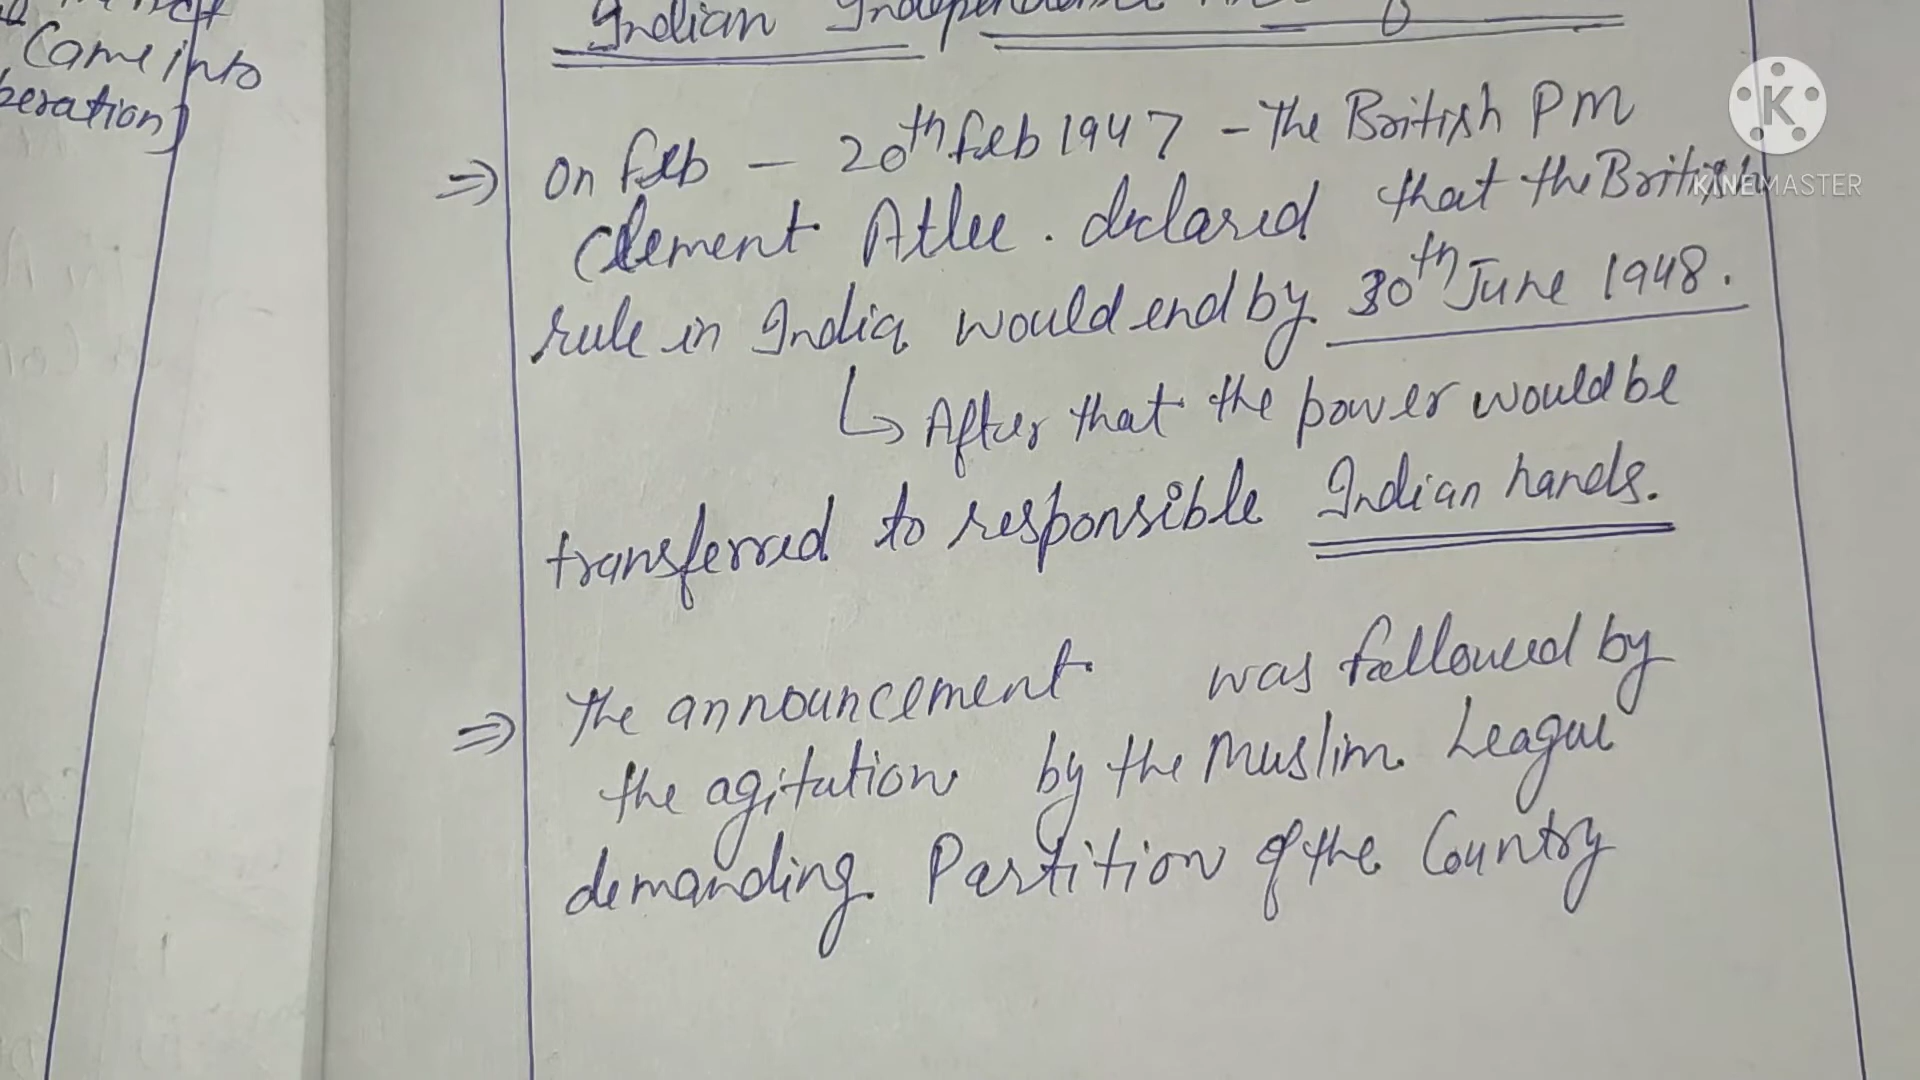 Came into
peration)
Indian Independence
⇒ on Feb – 20th Feb 1947 – The British PM
Clement Atlee. declared that the British
rule in India would end by 30th June 1948.
↳ After that the power would be
transferred to responsible Indian hands.
⇒ The announcement was followed by
the agitation by the Muslim League
demanding Partition of the Country
K
KINEMASTER